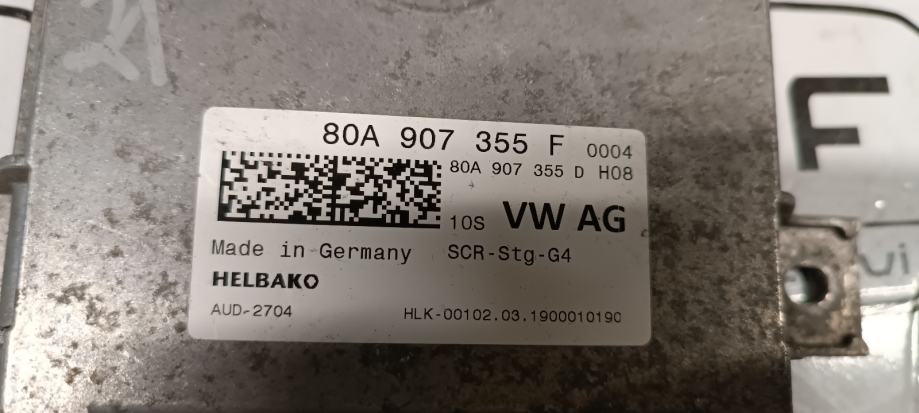 21
80A 907 355 F 0004
80A 907 355 D H08
10S VW AG
Made in Germany SCR-Stg-G4
HELBAKO
AUD-2704 HLK-00102.03.1900010190
F